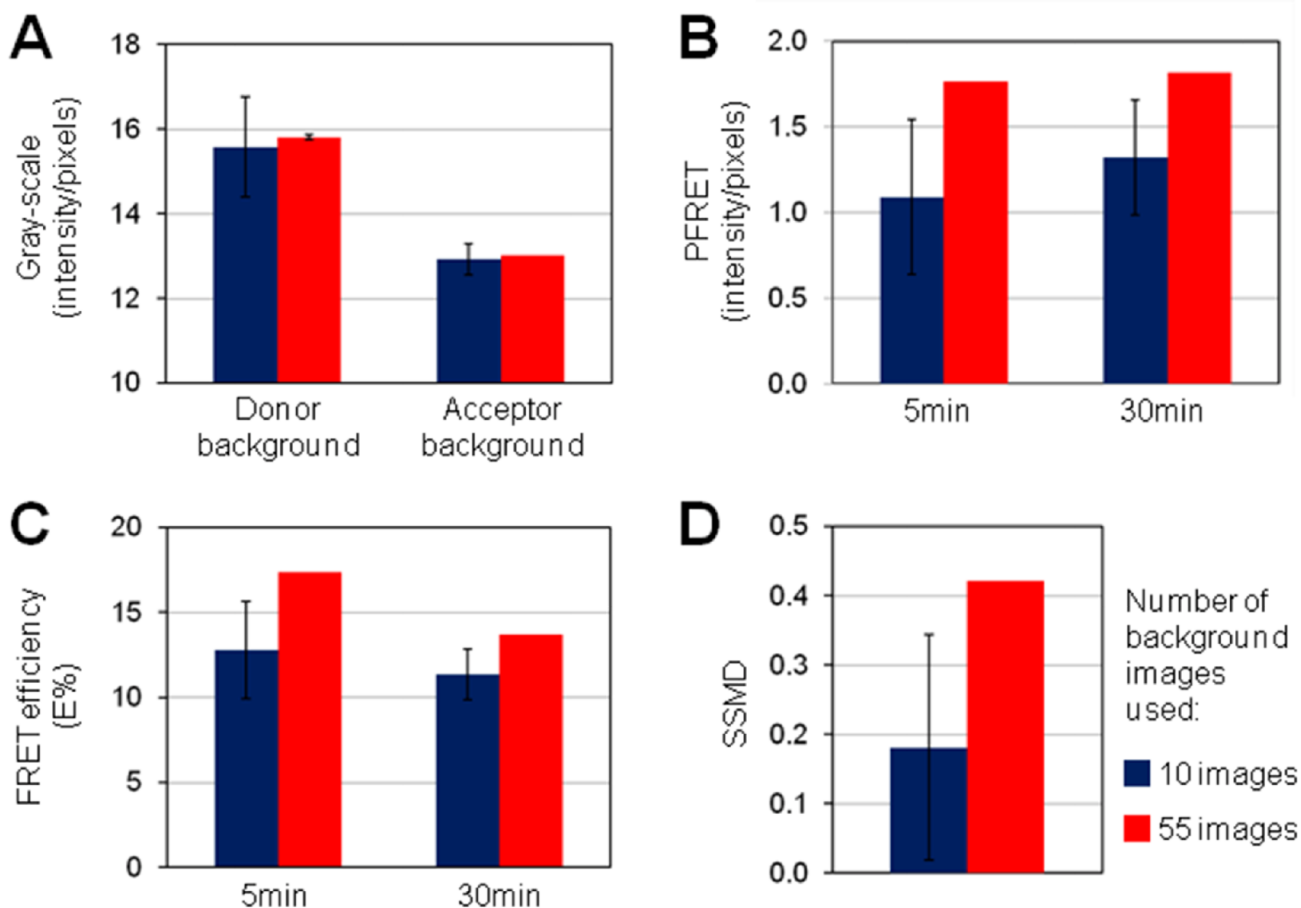 A
Gray-scale
(intensity/pixels)
18
16
14
12
10
Donor
background
Acceptor
background
B
PFRET
(intensity/pixels)
2.0
1.5
1.0
0.5
0.0
5min
30min
C
FRET efficiency
(E%)
20
15
10
5
0
5min
30min
D
SSMD
0.5
0.4
0.3
0.2
0.1
0.0
Number of
background
images
used:
10 images
55 images